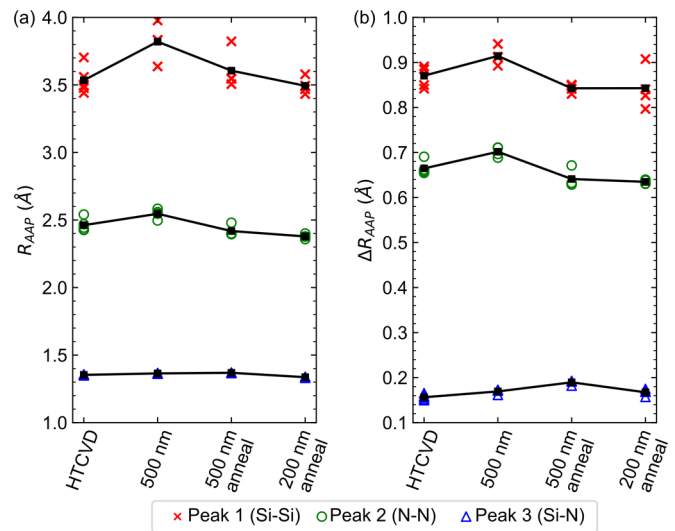 (a)
4.0
3.5
3.0
2.5
2.0
1.5
1.0
R_AAP (Å)
HTCVD
500 nm
500 nm
anneal
200 nm
anneal
(b)
1.0
0.9
0.8
0.7
0.6
0.5
0.4
0.3
0.2
0.1
ΔR_AAP (Å)
HTCVD
500 nm
500 nm
anneal
200 nm
anneal
Peak 1 (Si-Si) Peak 2 (N-N) Peak 3 (Si-N)